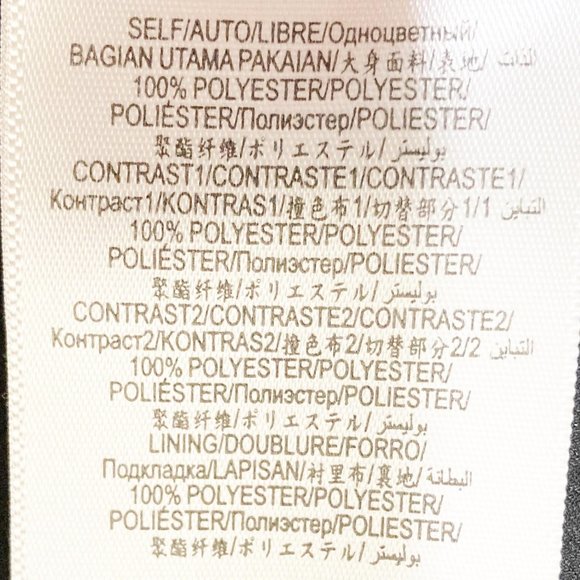 SELF/AUTO/LIBRE/Одноцветный/
BAGIAN UTAMA PAKAIAN/大身面料/表地/ الذات
100% POLYESTER/POLYESTER/
POLIÉSTER/Полиэстер/POLIESTER/
聚酯纤维/ポリエステル/بوليستر
CONTRAST1/CONTRASTE1/CONTRASTE1/
Контраст1/KONTRAS1/撞色布1/切替部分1/1 التباين
100% POLYESTER/POLYESTER/
POLIÉSTER/Полиэстер/POLIESTER/
聚酯纤维/ポリエステル/بوليستر
CONTRAST2/CONTRASTE2/CONTRASTE2/
Контраст2/KONTRAS2/撞色布2/切替部分2/2 التباين
100% POLYESTER/POLYESTER/
POLIÉSTER/Полиэстер/POLIESTER/
聚酯纤维/ポリエステル/بوليستر
LINING/DOUBLURE/FORRO/
Подкладка/LAPISAN/衬里布/裏地/البطانة
100% POLYESTER/POLYESTER/
POLIÉSTER/Полиэстер/POLIESTER/
聚酯纤维/ポリエステル/بوليستر